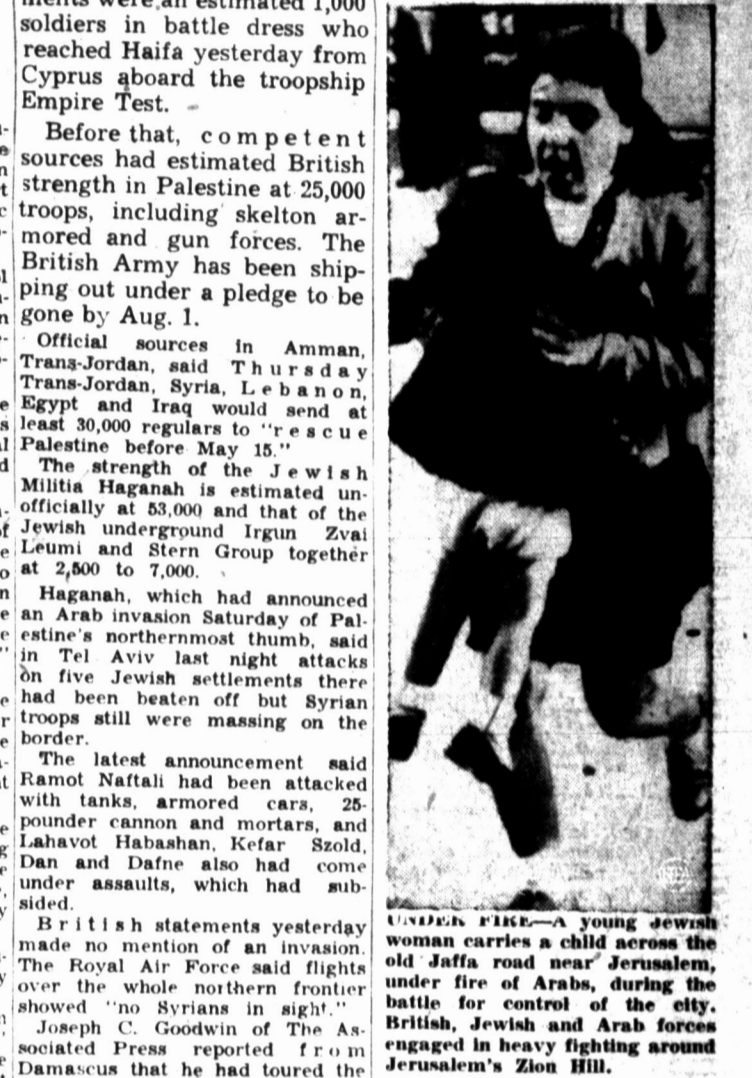 ments were an estimated 1,000
soldiers in battle dress who
reached Haifa yesterday from
Cyprus aboard the troopship
Empire Test.
Before that, competent
sources had estimated British
strength in Palestine at 25,000
troops, including skelton ar-
mored and gun forces. The
British Army has been ship-
ping out under a pledge to be
gone by Aug. 1.
Official sources in Amman,
Trans-Jordan, said Thursday
Trans-Jordan, Syria, Lebanon,
Egypt and Iraq would send at
least 30,000 regulars to "rescue
Palestine before May 15."
The strength of the Jewish
Militia Haganah is estimated un-
officially at 53,000 and that of the
Jewish underground Irgun Zvai
Leumi and Stern Group together
at 2,500 to 7,000.
Haganah, which had announced
an Arab invasion Saturday of Pal-
estine's northernmost thumb, said
in Tel Aviv last night attacks
on five Jewish settlements there
had been beaten off but Syrian
troops still were massing on the
border.
The latest announcement said
Ramot Naftali had been attacked
with tanks, armored cars, 25-
pounder cannon and mortars, and
Lahavot Habashan, Kefar Szold,
Dan and Dafne also had come
under assaults, which had sub-
sided.
British statements yesterday
made no mention of an invasion.
The Royal Air Force said flights
over the whole northern frontier
showed "no Syrians in sight."
Joseph C. Goodwin of The As-
sociated Press reported from
Damascus that he had toured the
UNDER FIRE—A young Jewish
woman carries a child across the
old Jaffa road near Jerusalem,
under fire of Arabs, during the
battle for control of the city.
British, Jewish and Arab forces
engaged in heavy fighting around
Jerusalem's Zion Hill.